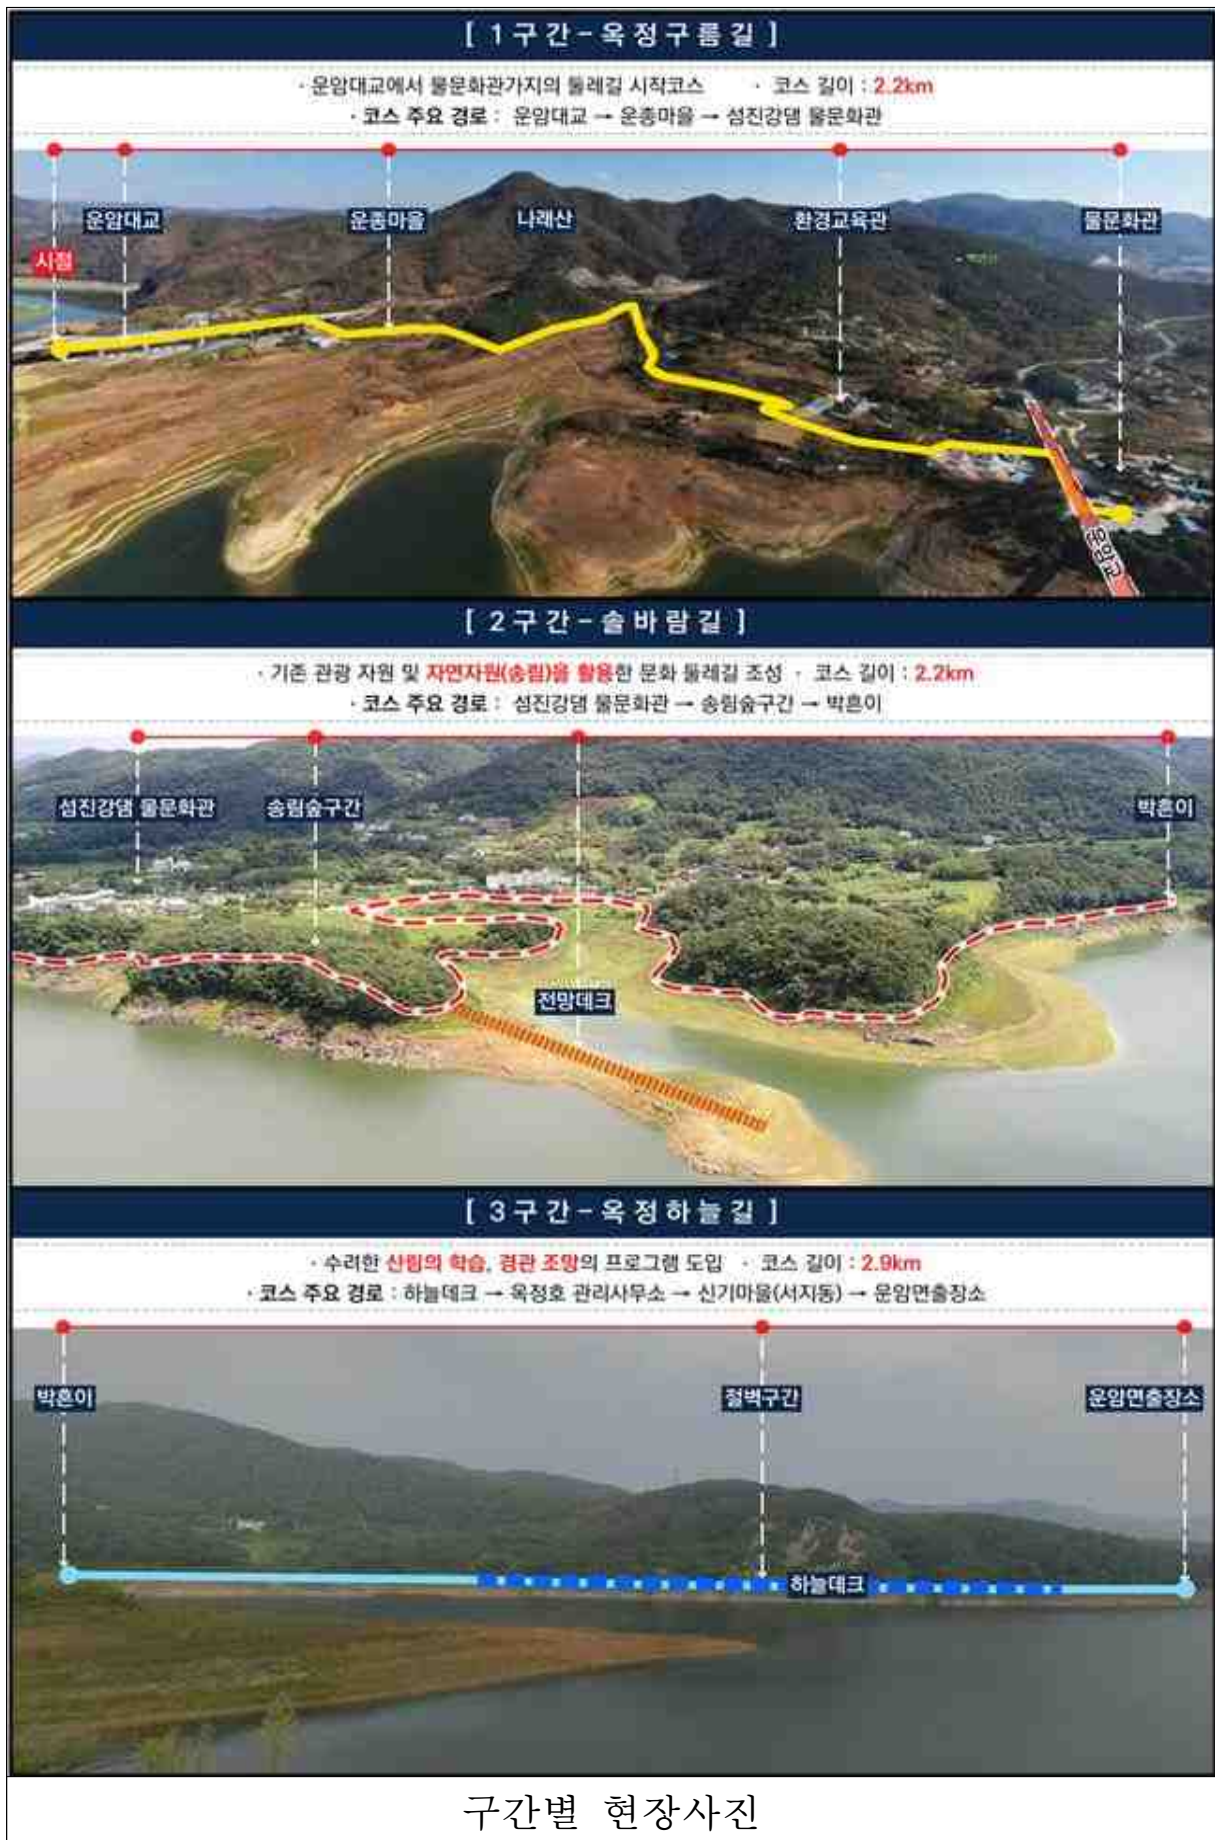 [ 1구간-옥정구름길 ]
· 운암대교에서 물문화관가지의 둘레길 시작코스 · 코스 길이 : 2.2km
· 코스 주요 경로 : 운암대교 → 운종마을 → 섬진강댐 물문화관
운암대교 운종마을 나래산 환경교육관 물문화관
시점
운암교
[ 2구간-솔바람길 ]
· 기존 관광 자원 및 자연자원(송림)을 활용한 문화 둘레길 조성 · 코스 길이 : 2.2km
· 코스 주요 경로 : 섬진강댐 물문화관 → 송림숲구간 → 박흔이
섬진강댐 물문화관 송림숲구간 박흔이
전망데크
[ 3구간-옥정하늘길 ]
· 수려한 산림의 학습, 경관 조망의 프로그램 도입 · 코스 길이 : 2.9km
· 코스 주요 경로 : 하늘데크 → 옥정호 관리사무소 → 신기마을(서지동) → 운암면출장소
박흔이 절벽구간 운암면출장소
하늘데크
구간별 현장사진